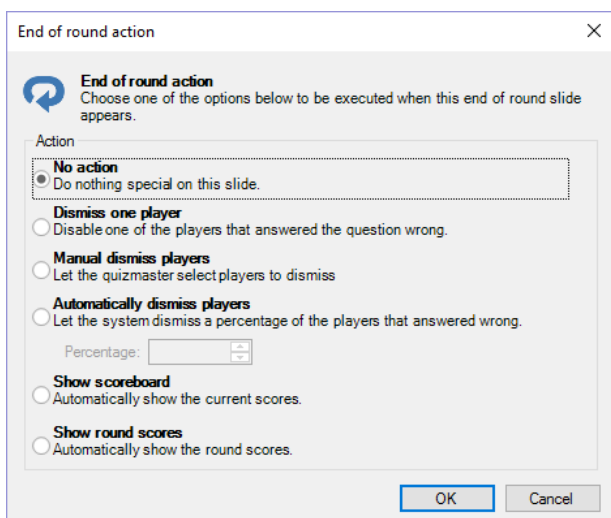 End of round action
End of round action
Choose one of the options below to be executed when this end of round slide
appears.
Action
No action
Do nothing special on this slide.
Dismiss one player
Disable one of the players that answered the question wrong.
Manual dismiss players
Let the quizmaster select players to dismiss
Automatically dismiss players
Let the system dismiss a percentage of the players that answered wrong.
Percentage:
Show scoreboard
Automatically show the current scores.
Show round scores
Automatically show the round scores.
OK Cancel